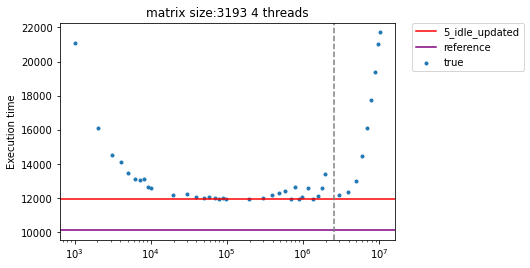 matrix size:3193 4 threads
Execution time
22000
20000
18000
16000
14000
12000
10000
10³
10⁴
10⁵
10⁶
10⁷
5_idle_updated
reference
true